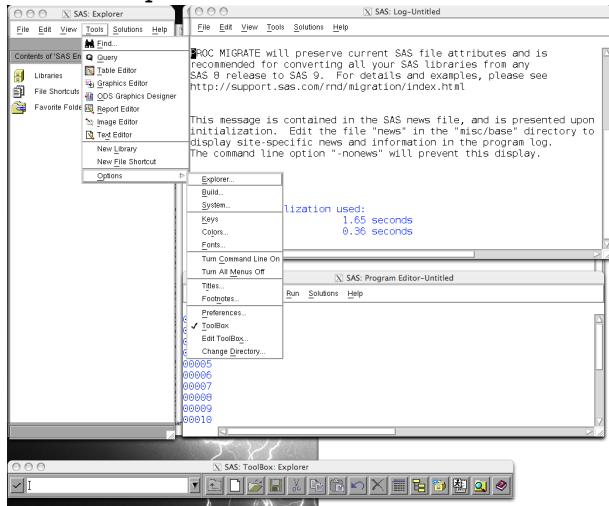 SAS: Explorer
File Edit View Tools Solutions Help
Contents of 'SAS En
Libraries
File Shortcuts
Favorite Folde
Find...
Query
Table Editor
Graphics Editor
ODS Graphics Designer
Report Editor
Image Editor
Text Editor
New Library
New File Shortcut
Options
Explorer...
Build...
System...
Keys
Colors...
Fonts...
Turn Command Line On
Turn All Menus Off
Titles...
Footnotes...
Preferences...
ToolBox
Edit ToolBox...
Change Directory...
SAS: Log-Untitled
File Edit View Tools Solutions Help
PROC MIGRATE will preserve current SAS file attributes and is
recommended for converting all your SAS libraries from any
SAS 8 release to SAS 9. For details and examples, please see
http://support.sas.com/rnd/migration/index.html
This message is contained in the SAS news file, and is presented upon
initialization. Edit the file "news" in the "misc/base" directory to
display site-specific news and information in the program log.
The command line option "-nonews" will prevent this display.
lization used:
1.65 seconds
0.36 seconds
SAS: Program Editor-Untitled
Run Solutions Help
00005
00006
00007
00008
00009
00010
SAS: ToolBox: Explorer